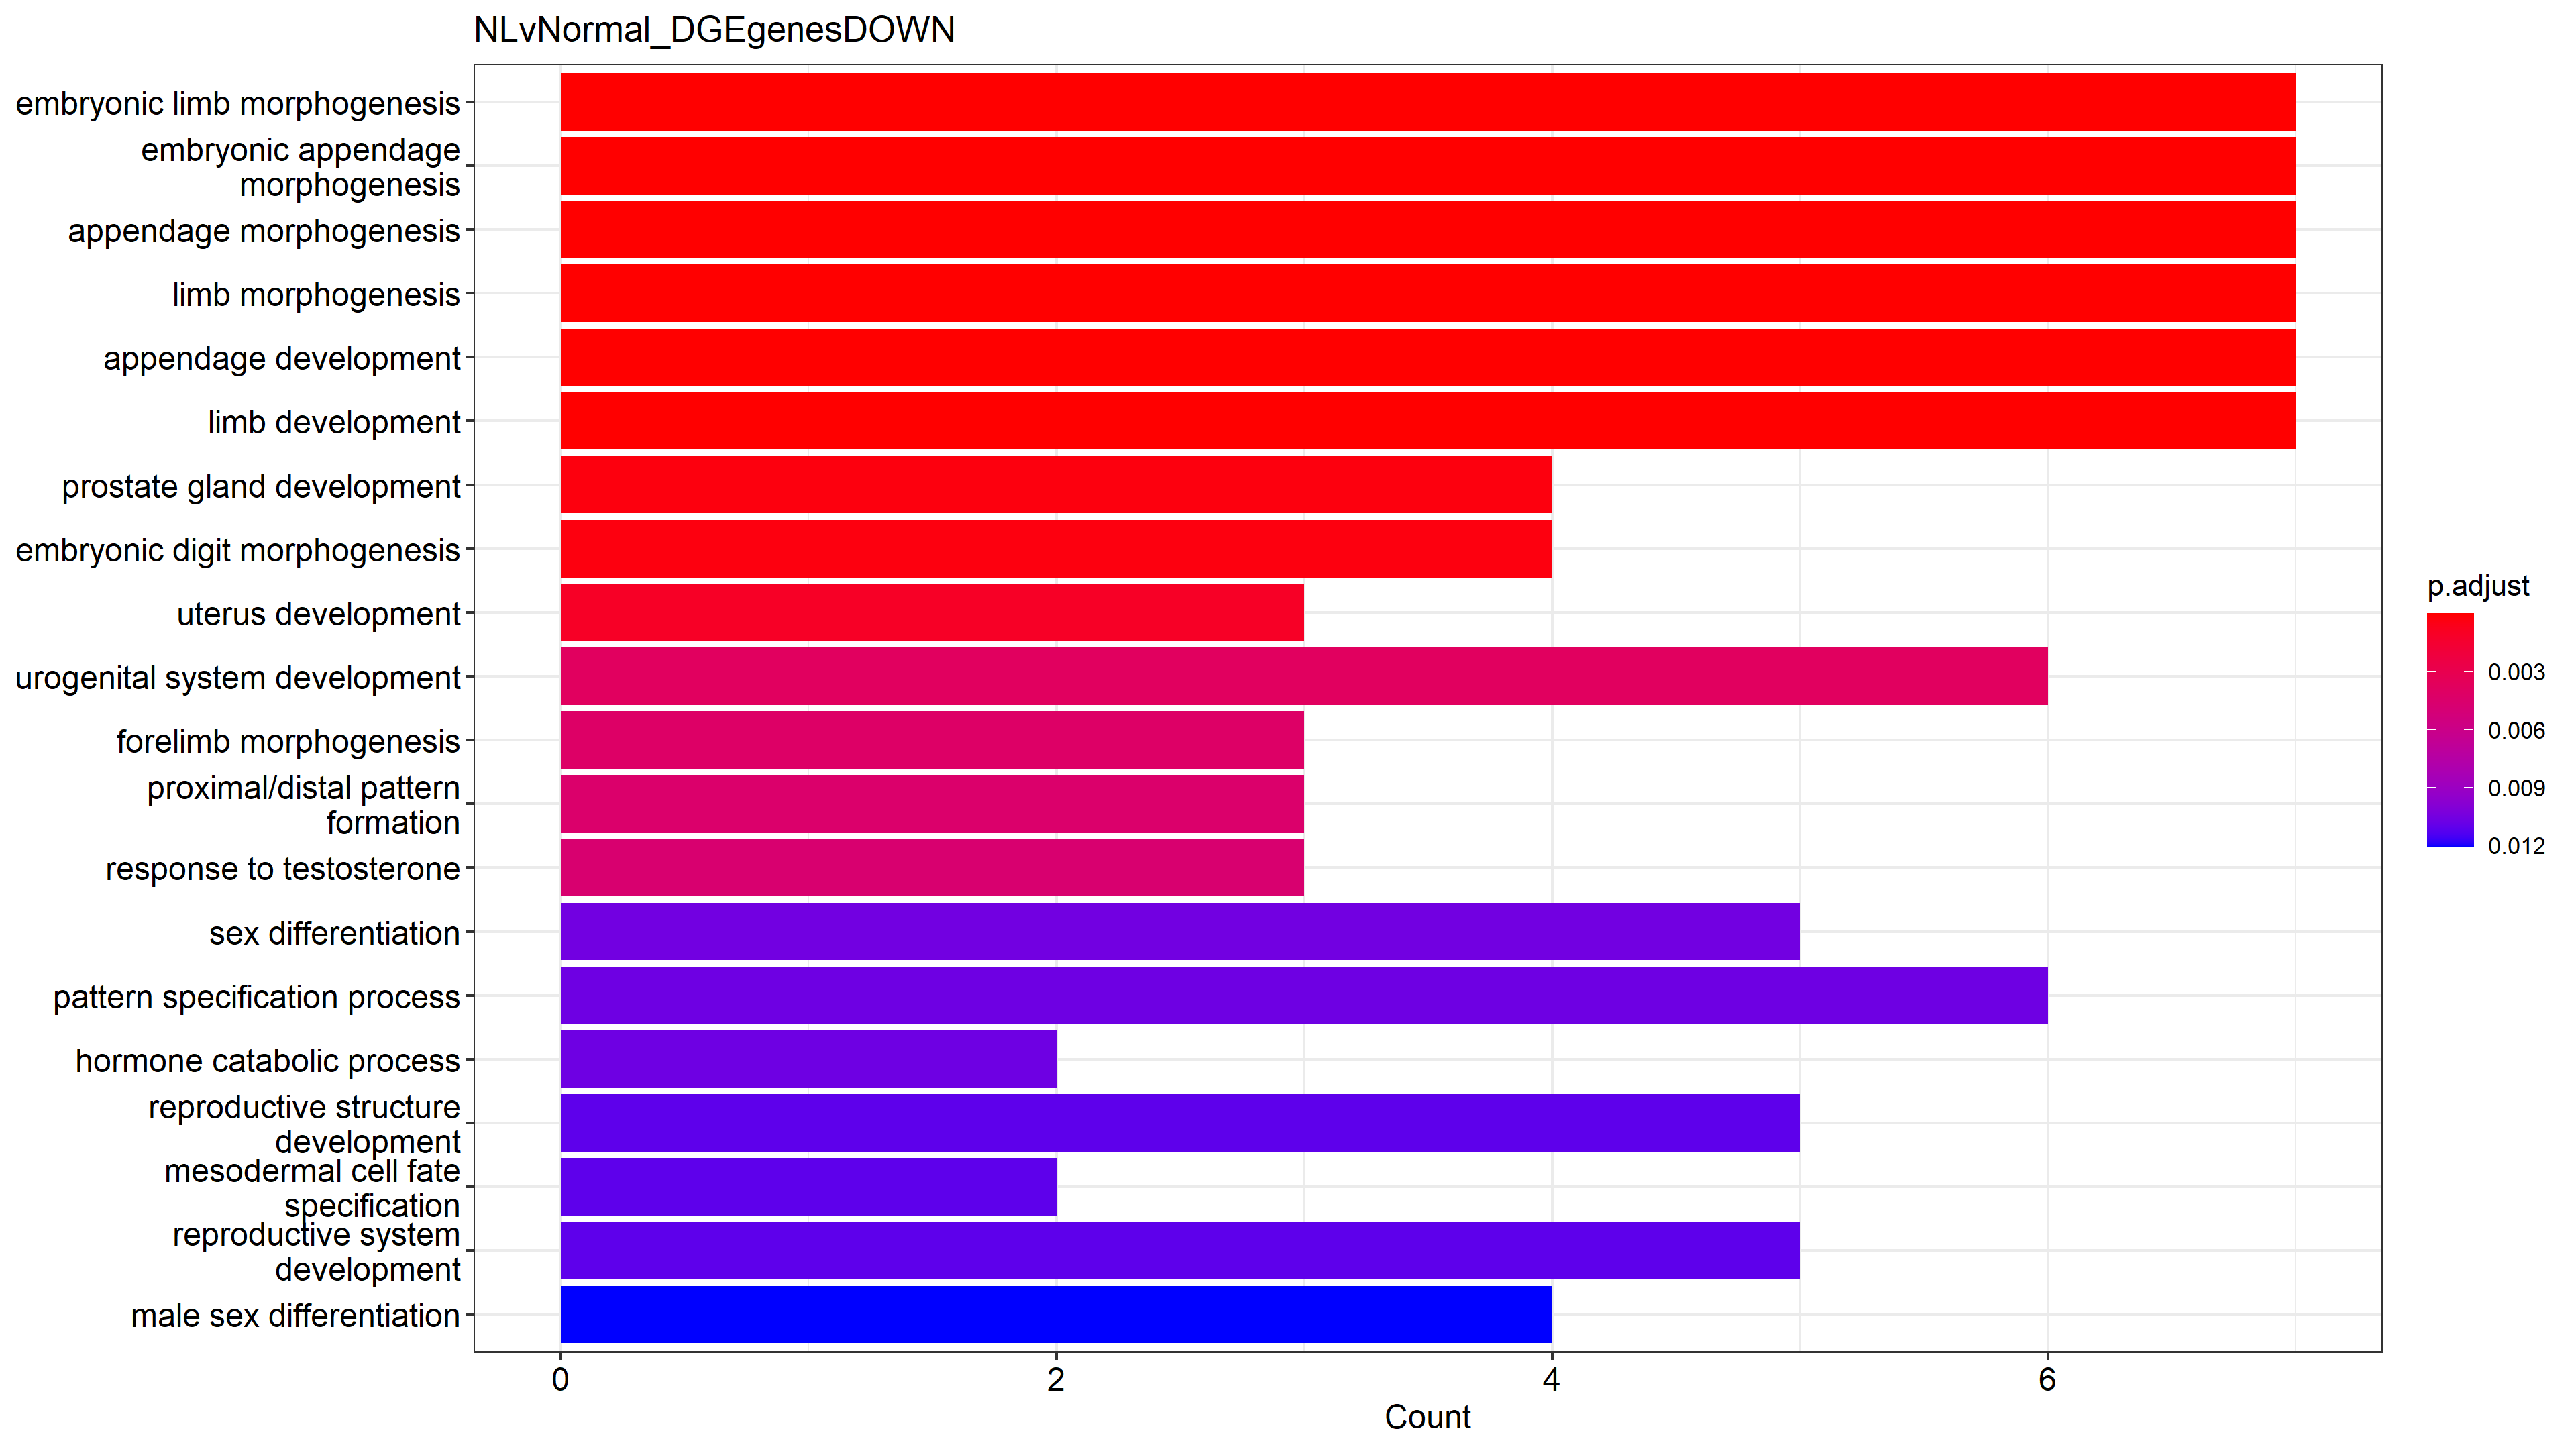 NLvNormal_DGEgenesDOWN
embryonic limb morphogenesis
embryonic appendage
morphogenesis
appendage morphogenesis
limb morphogenesis
appendage development
limb development
prostate gland development
embryonic digit morphogenesis
uterus development
urogenital system development
forelimb morphogenesis
proximal/distal pattern
formation
response to testosterone
sex differentiation
pattern specification process
hormone catabolic process
reproductive structure
development
mesodermal cell fate
specification
reproductive system
development
male sex differentiation
0 2 4 6
Count
p.adjust
0.003
0.006
0.009
0.012